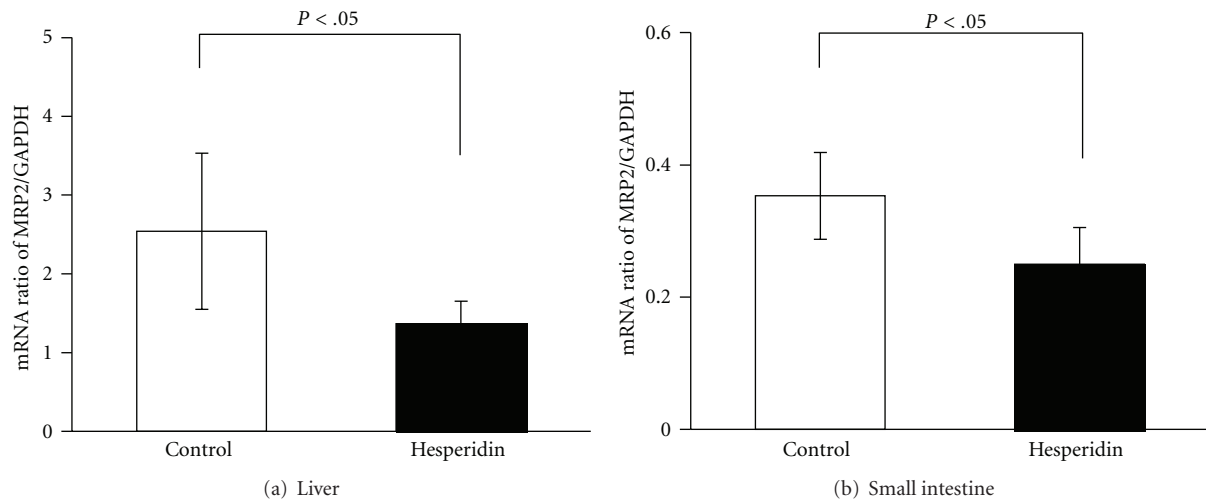 P < .05
5
4
3
2
1
0
mRNA ratio of MRP2/GAPDH
Control
Hesperidin
(a) Liver
P < .05
0.6
0.4
0.2
0
mRNA ratio of MRP2/GAPDH
Control
Hesperidin
(b) Small intestine